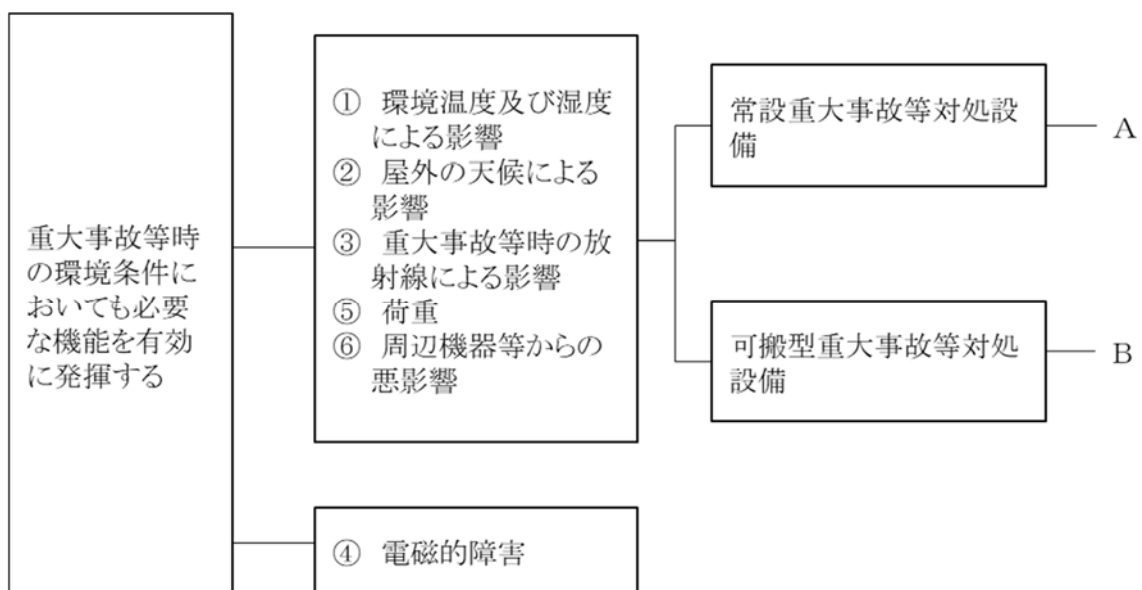 重大事故等時
の環境条件に
おいても必要
な機能を有効
に発揮する
① 環境温度及び湿度
による影響
② 屋外の天候による
影響
③ 重大事故等時の放
射線による影響
⑤ 荷重
⑥ 周辺機器等からの
悪影響
④ 電磁的障害
常設重大事故等対処設
備
A
可搬型重大事故等対処
設備
B